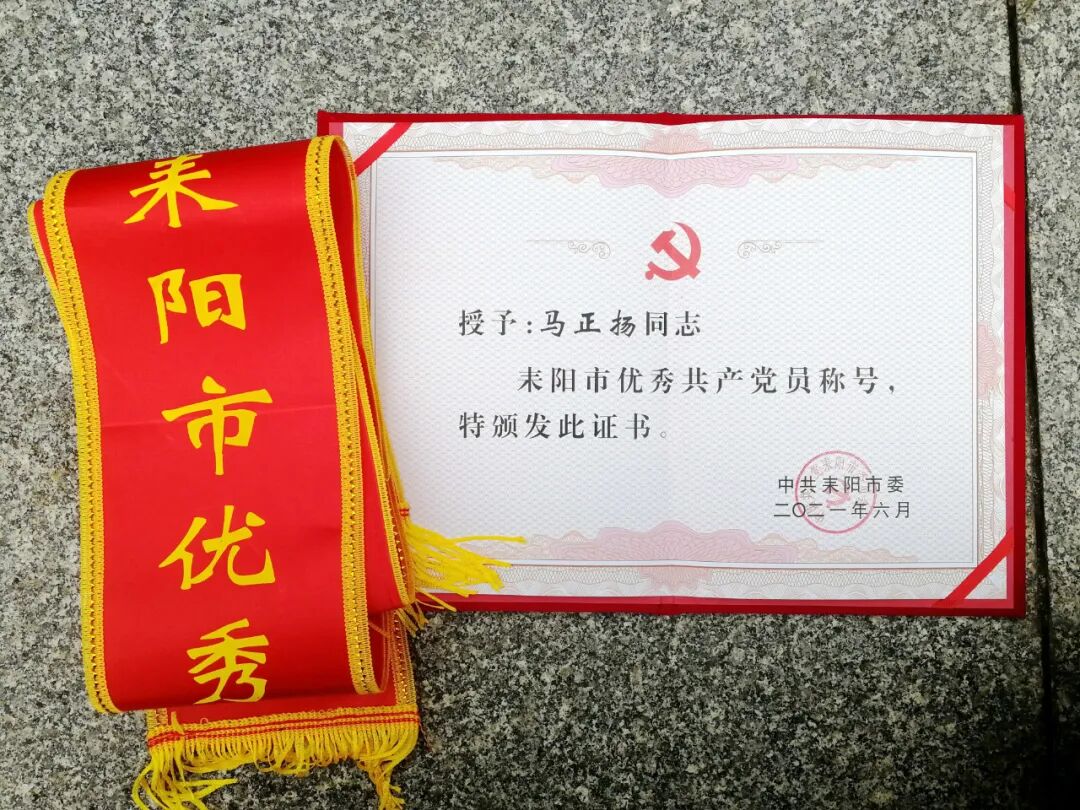 耒阳市优秀
授予:马正扬同志
耒阳市优秀共产党员称号，
特颁发此证书。
中共耒阳市委
二〇二一年六月